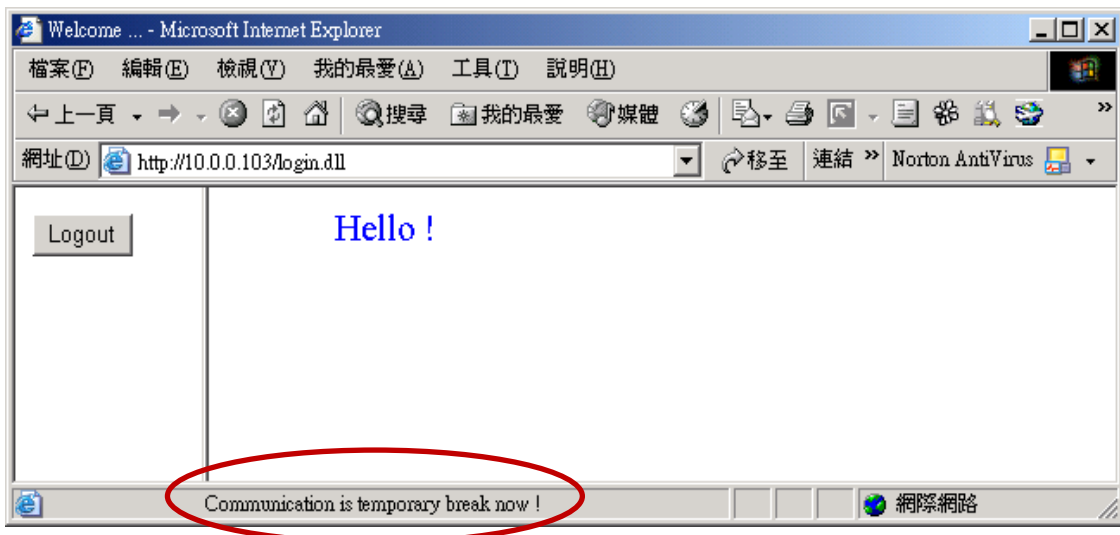 Welcome ... - Microsoft Internet Explorer
檔案(F) 編輯(E) 檢視(V) 我的最愛(A) 工具(T) 說明(H)
上一頁 搜尋 我的最愛 媒體 »
網址(D) http://10.0.0.103/login.dll 移至 連結 » Norton AntiVirus
Logout
Hello !
Communication is temporary break now !
網際網路